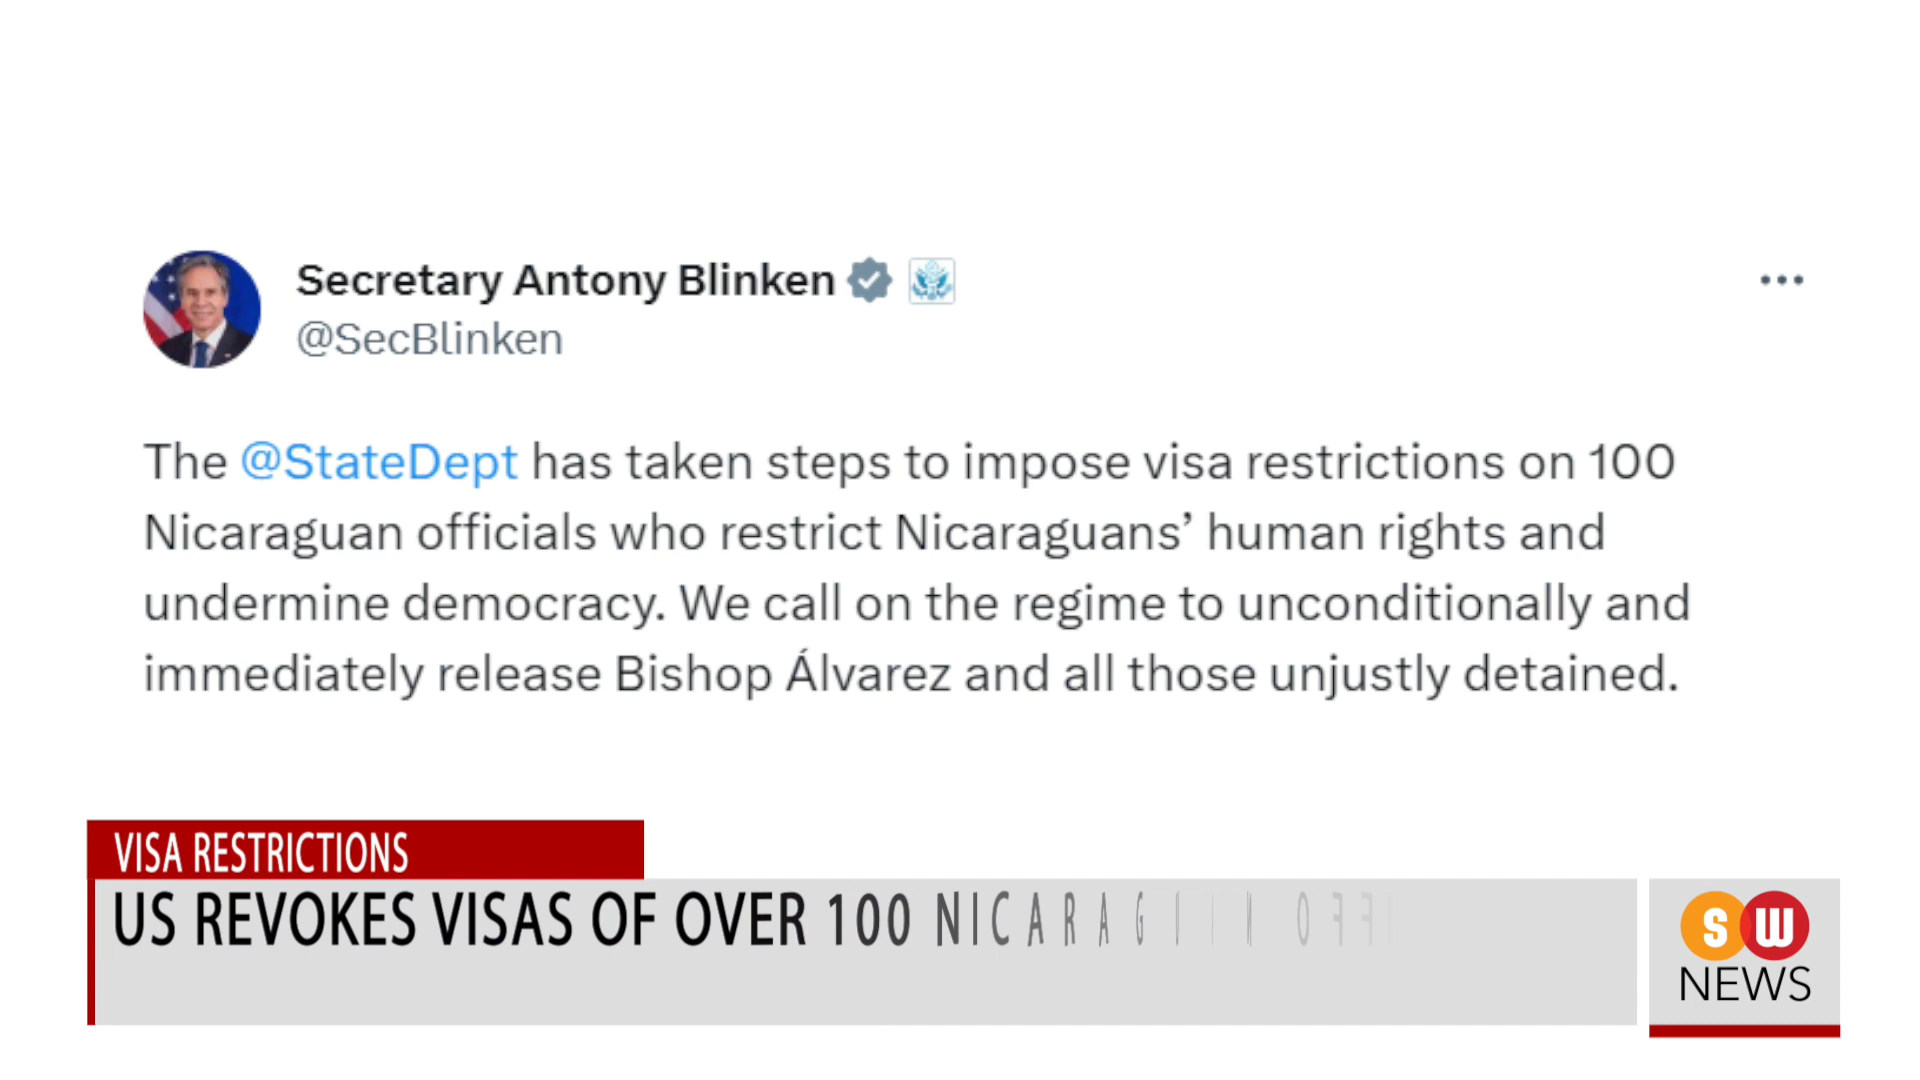 Secretary Antony Blinken
@SecBlinken
The @StateDept has taken steps to impose visa restrictions on 100
Nicaraguan officials who restrict Nicaraguans’ human rights and
undermine democracy. We call on the regime to unconditionally and
immediately release Bishop Álvarez and all those unjustly detained.
VISA RESTRICTIONS
US REVOKES VISAS OF OVER 100
SW
NEWS